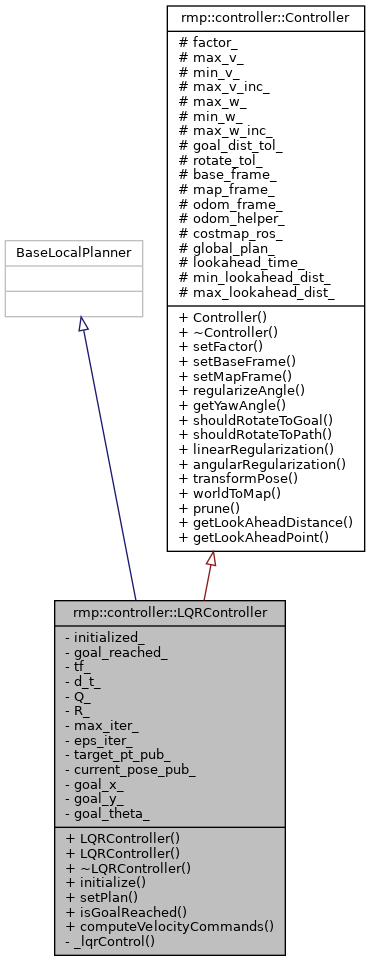 rmp::controller::Controller
# factor_
# max_v_
# min_v_
# max_v_inc_
# max_w_
# min_w_
# max_w_inc_
# goal_dist_tol_
# rotate_tol_
# base_frame_
# map_frame_
# odom_frame_
# odom_helper_
# costmap_ros_
# global_plan_
# lookahead_time_
# min_lookahead_dist_
# max_lookahead_dist_
+ Controller()
+ ~Controller()
+ setFactor()
+ setBaseFrame()
+ setMapFrame()
+ regularizeAngle()
+ getYawAngle()
+ shouldRotateToGoal()
+ shouldRotateToPath()
+ linearRegularization()
+ angularRegularization()
+ transformPose()
+ worldToMap()
+ prune()
+ getLookAheadDistance()
+ getLookAheadPoint()
BaseLocalPlanner
rmp::controller::LQRController
- initialized_
- goal_reached_
- tf_
- d_t_
- Q_
- R_
- max_iter_
- eps_iter_
- target_pt_pub_
- current_pose_pub_
- goal_x_
- goal_y_
- goal_theta_
+ LQRController()
+ LQRController()
+ ~LQRController()
+ initialize()
+ setPlan()
+ isGoalReached()
+ computeVelocityCommands()
- _lqrControl()